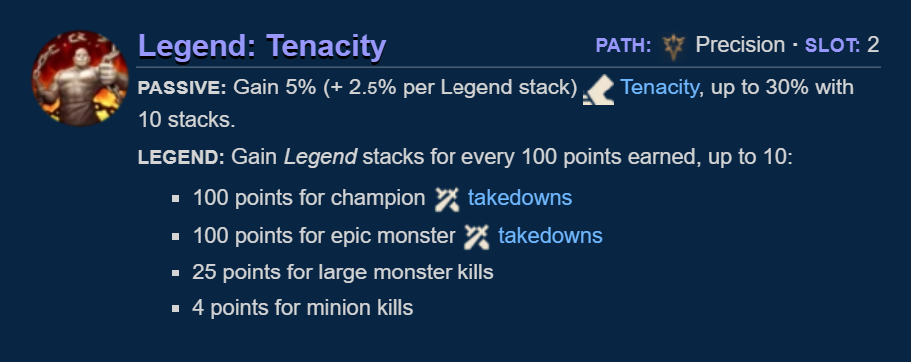 Legend: Tenacity
PATH: Precision · SLOT: 2
PASSIVE: Gain 5% (+ 2.5% per Legend stack) Tenacity, up to 30% with
10 stacks.
LEGEND: Gain Legend stacks for every 100 points earned, up to 10:
▪ 100 points for champion takedowns
▪ 100 points for epic monster takedowns
▪ 25 points for large monster kills
▪ 4 points for minion kills